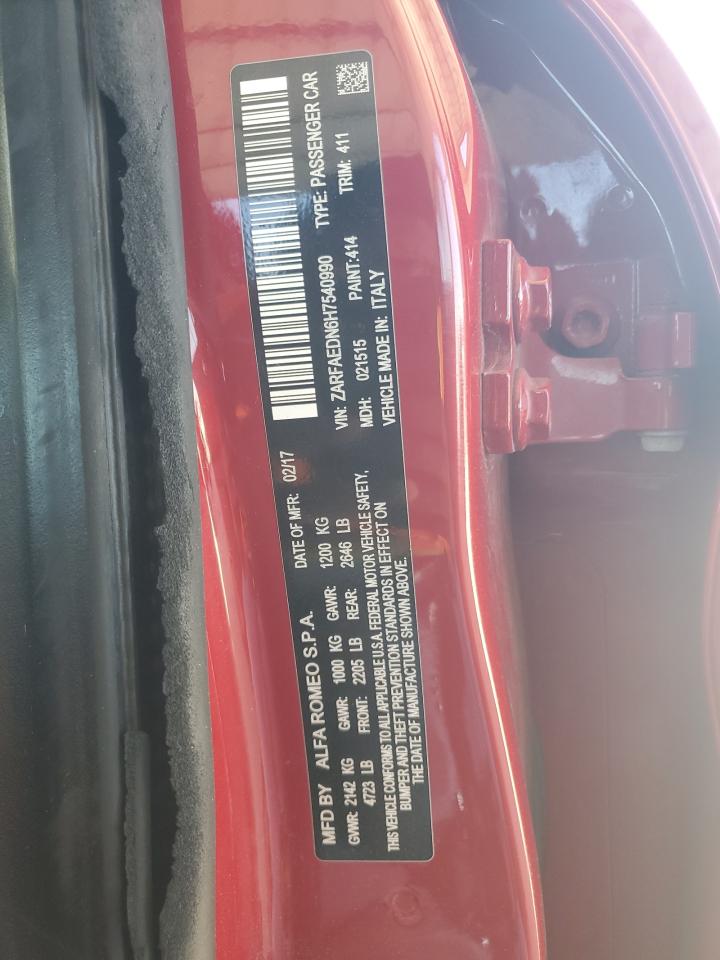 MFD BY ALFA ROMEO S.P.A. DATE OF MFR: 02/17
GVWR: 2142 KG GAWR: 1000 KG GAWR: 1200 KG
4723 LB FRONT: 2205 LB REAR: 2646 LB
THIS VEHICLE CONFORMS TO ALL APPLICABLE U.S.A. FEDERAL MOTOR VEHICLE SAFETY,
BUMPER AND THEFT PREVENTION STANDARDS IN EFFECT ON
THE DATE OF MANUFACTURE SHOWN ABOVE.
VIN: ZARFAEDN6H7540990 TYPE: PASSENGER CAR
MDH: 021515 PAINT:414 TRIM: 411
VEHICLE MADE IN: ITALY